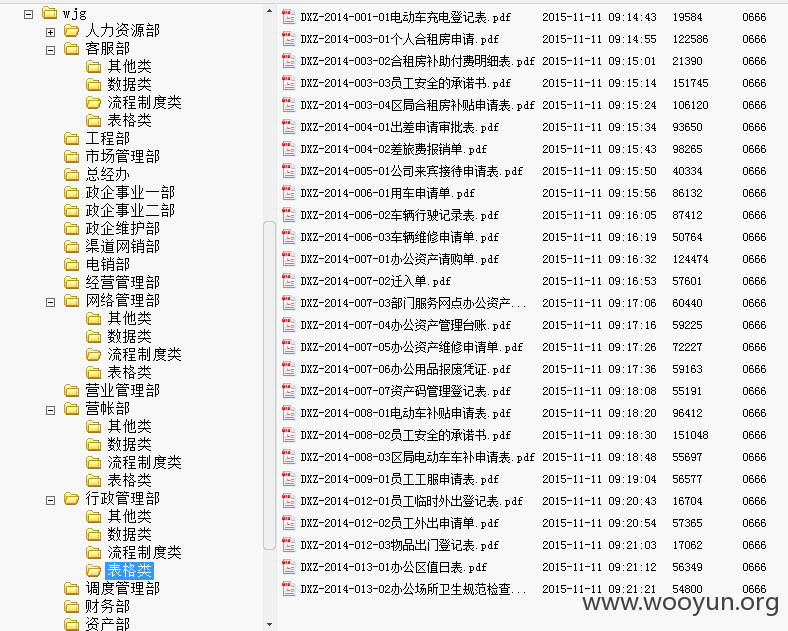 wjg
人力资源部
客服部
其他类
数据类
流程制度类
表格类
工程部
市场管理部
总经办
政企事业一部
政企事业二部
政企维护部
渠道网销部
电销部
经营管理部
网络管理部
其他类
数据类
流程制度类
表格类
营业管理部
营帐部
其他类
数据类
流程制度类
表格类
行政管理部
其他类
数据类
流程制度类
表格类
调度管理部
财务部
资产部
DXZ-2014-001-01电动车充电登记表.pdf 2015-11-11 09:14:43 19584 0666
DXZ-2014-003-01个人合租房申请.pdf 2015-11-11 09:14:55 122586 0666
DXZ-2014-003-02合租房补助付费明细表.pdf 2015-11-11 09:15:01 21390 0666
DXZ-2014-003-03员工安全的承诺书.pdf 2015-11-11 09:15:14 151745 0666
DXZ-2014-003-04区局合租房补贴申请表.pdf 2015-11-11 09:15:24 106120 0666
DXZ-2014-004-01出差申请审批表.pdf 2015-11-11 09:15:34 93650 0666
DXZ-2014-004-02差旅费报销单.pdf 2015-11-11 09:15:43 98265 0666
DXZ-2014-005-01公司来宾接待申请表.pdf 2015-11-11 09:15:50 40334 0666
DXZ-2014-006-01用车申请单.pdf 2015-11-11 09:15:56 86132 0666
DXZ-2014-006-02车辆行驶记录表.pdf 2015-11-11 09:16:05 87412 0666
DXZ-2014-006-03车辆维修申请单.pdf 2015-11-11 09:16:19 50764 0666
DXZ-2014-007-01办公资产请购单.pdf 2015-11-11 09:16:32 124474 0666
DXZ-2014-007-02迁入单.pdf 2015-11-11 09:16:53 57601 0666
DXZ-2014-007-03部门服务网点办公资产... 2015-11-11 09:17:06 60440 0666
DXZ-2014-007-04办公资产管理台账.pdf 2015-11-11 09:17:16 59225 0666
DXZ-2014-007-05办公资产维修申请单.pdf 2015-11-11 09:17:26 72227 0666
DXZ-2014-007-06办公用品报废凭证.pdf 2015-11-11 09:17:36 59163 0666
DXZ-2014-007-07资产码管理登记表.pdf 2015-11-11 09:18:08 55191 0666
DXZ-2014-008-01电动车补贴申请表.pdf 2015-11-11 09:18:20 96412 0666
DXZ-2014-008-02员工安全的承诺书.pdf 2015-11-11 09:18:30 151048 0666
DXZ-2014-008-03区局电动车车补申请表.pdf 2015-11-11 09:18:48 55697 0666
DXZ-2014-009-01员工工服申请表.pdf 2015-11-11 09:19:04 56577 0666
DXZ-2014-012-01员工临时外出登记表.pdf 2015-11-11 09:20:43 16704 0666
DXZ-2014-012-02员工外出申请单.pdf 2015-11-11 09:20:54 57365 0666
DXZ-2014-012-03物品出门登记表.pdf 2015-11-11 09:21:03 17062 0666
DXZ-2014-013-01办公区值日表.pdf 2015-11-11 09:21:12 56349 0666
DXZ-2014-013-02办公场所卫生规范检查... 2015-11-11 09:21:21 54800 0666
www.wooyun.org